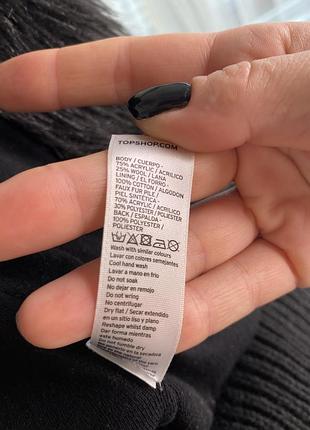 TOPSHOP.COM
BODY / CUERPO -
75% ACRYLIC / ACRILICO
25% WOOL / LANA
LINING / EL FORRO -
100% COTTON / ALGODON
FAUX FUR PILE /
PIEL SINTETICA -
70% ACRYLIC / ACRILICO
30% POLYESTER / POLIESTER
BACK / ESPALDA -
100% POLYESTER /
POLIESTER
Wash with similar colours
Lavar con colores semejantes
Cool hand wash
Lavar a mano en frio
Do not soak
No dejar en remojo
Do not wring
No centrifugar
Dry flat / Secar extendido
en un sitio liso y plano
Reshape whilst damp
Dar forma mientras
este humedo
Do not tumble dry